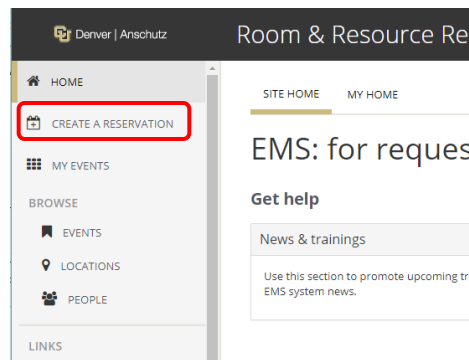 Denver | Anschutz
Room & Resource Re
HOME
CREATE A RESERVATION
MY EVENTS
BROWSE
EVENTS
LOCATIONS
PEOPLE
LINKS
SITE HOME MY HOME
EMS: for reques
Get help
News & trainings
Use this section to promote upcoming tr
EMS system news.